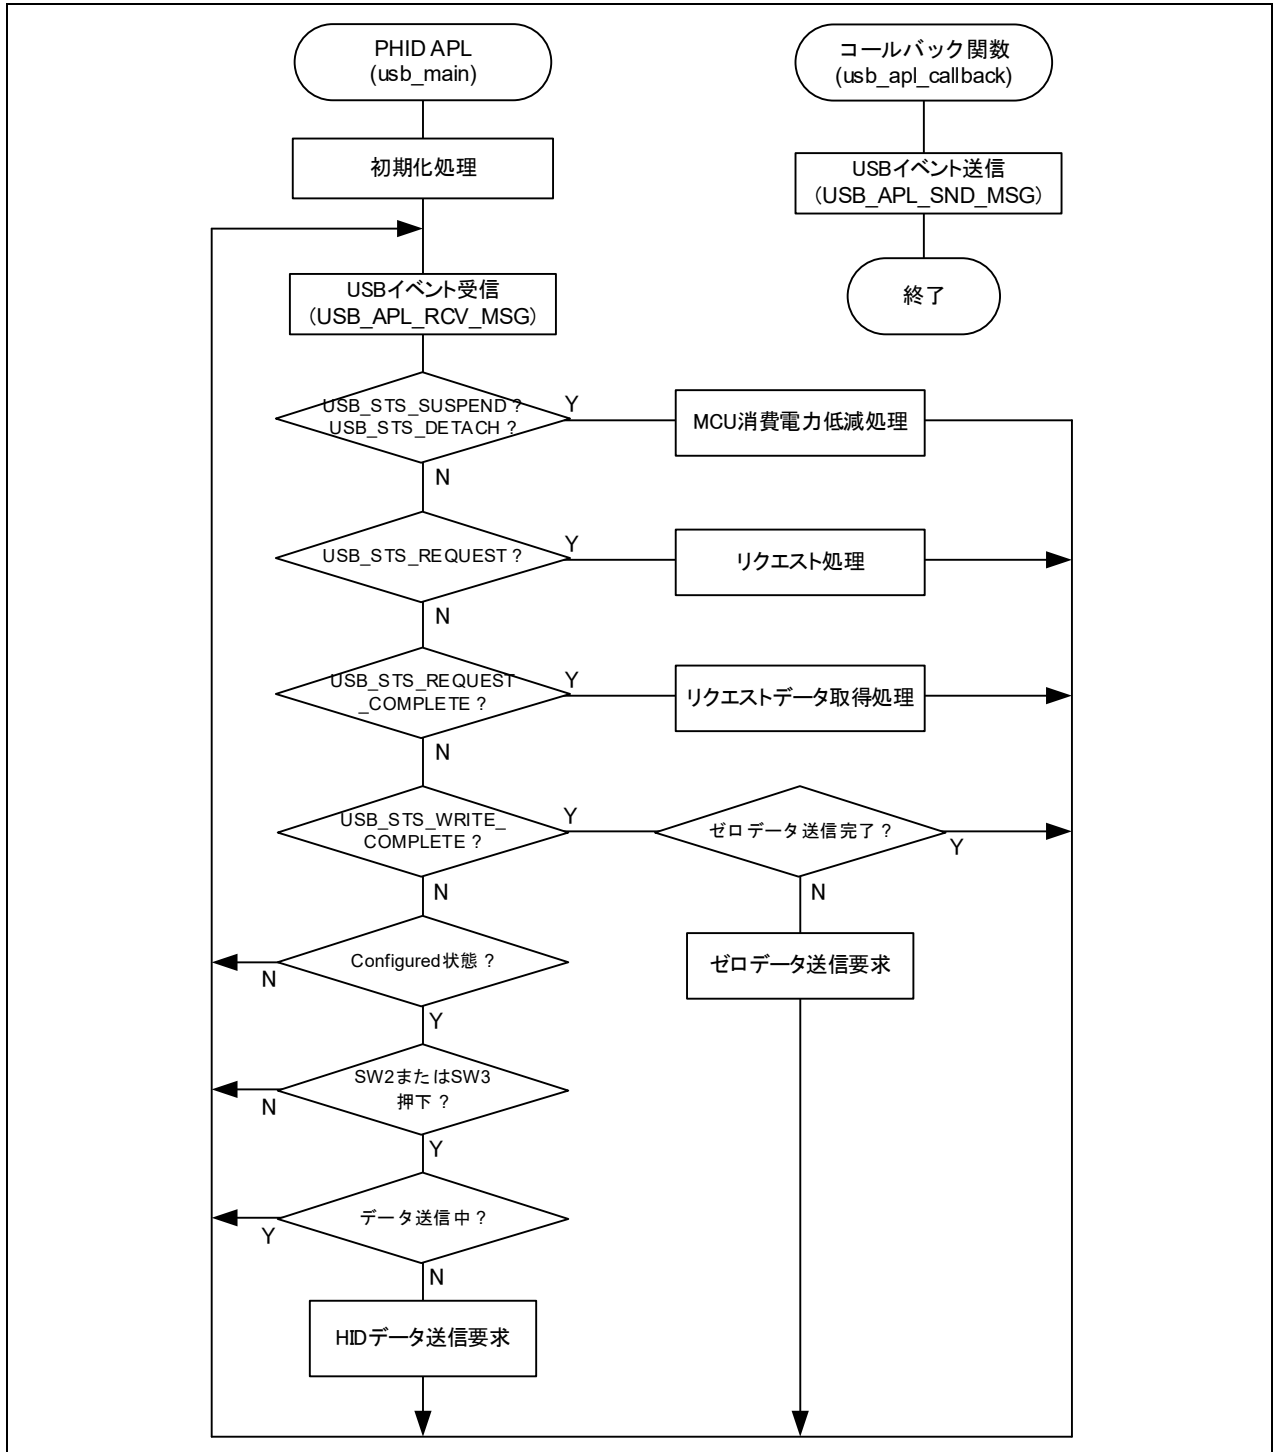 PHID APL
(usb_main)
コールバック関数
(usb_apl_callback)
初期化処理
USBイベント送信
(USB_APL_SND_MSG)
終了
USBイベント受信
(USB_APL_RCV_MSG)
USB_STS_SUSPEND ?
USB_STS_DETACH ?
Y
MCU消費電力低減処理
N
USB_STS_REQUEST ?
Y
リクエスト処理
N
USB_STS_REQUEST
_COMPLETE ?
Y
リクエストデータ取得処理
N
USB_STS_WRITE_
COMPLETE ?
Y
ゼロデータ送信完了 ?
Y
N
N
ゼロデータ送信要求
Configured状態 ?
N
Y
SW2またはSW3
押下 ?
N
Y
データ送信中 ?
Y
N
HIDデータ送信要求